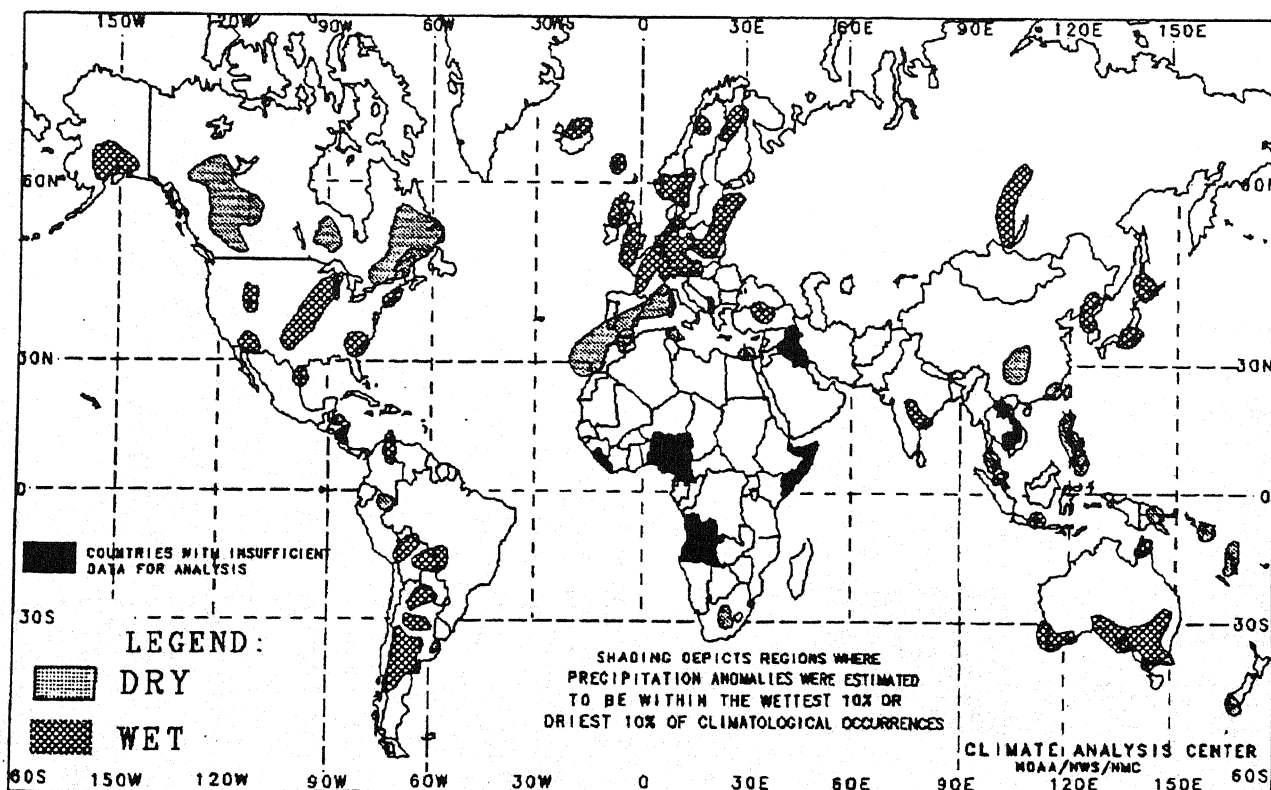 150W 120W 90W 60W 30W 0 30E 60E 90E 120E 150E
60N
30N 30N
0 0
COUNTRIES WITH INSUFFICIENT
DATA FOR ANALYSIS
30S 30S
LEGEND:
DRY
WET
SHADING DEPICTS REGIONS WHERE
PRECIPITATION ANOMALIES WERE ESTIMATED
TO BE WITHIN THE WETTEST 10% OR
DRIEST 10% OF CLIMATOLOGICAL OCCURRENCES
CLIMATE ANALYSIS CENTER
NOAA/NWS/NMC
60S 150W 120W 90W 60W 30W 0 30E 60E 90E 120E 150E 60S